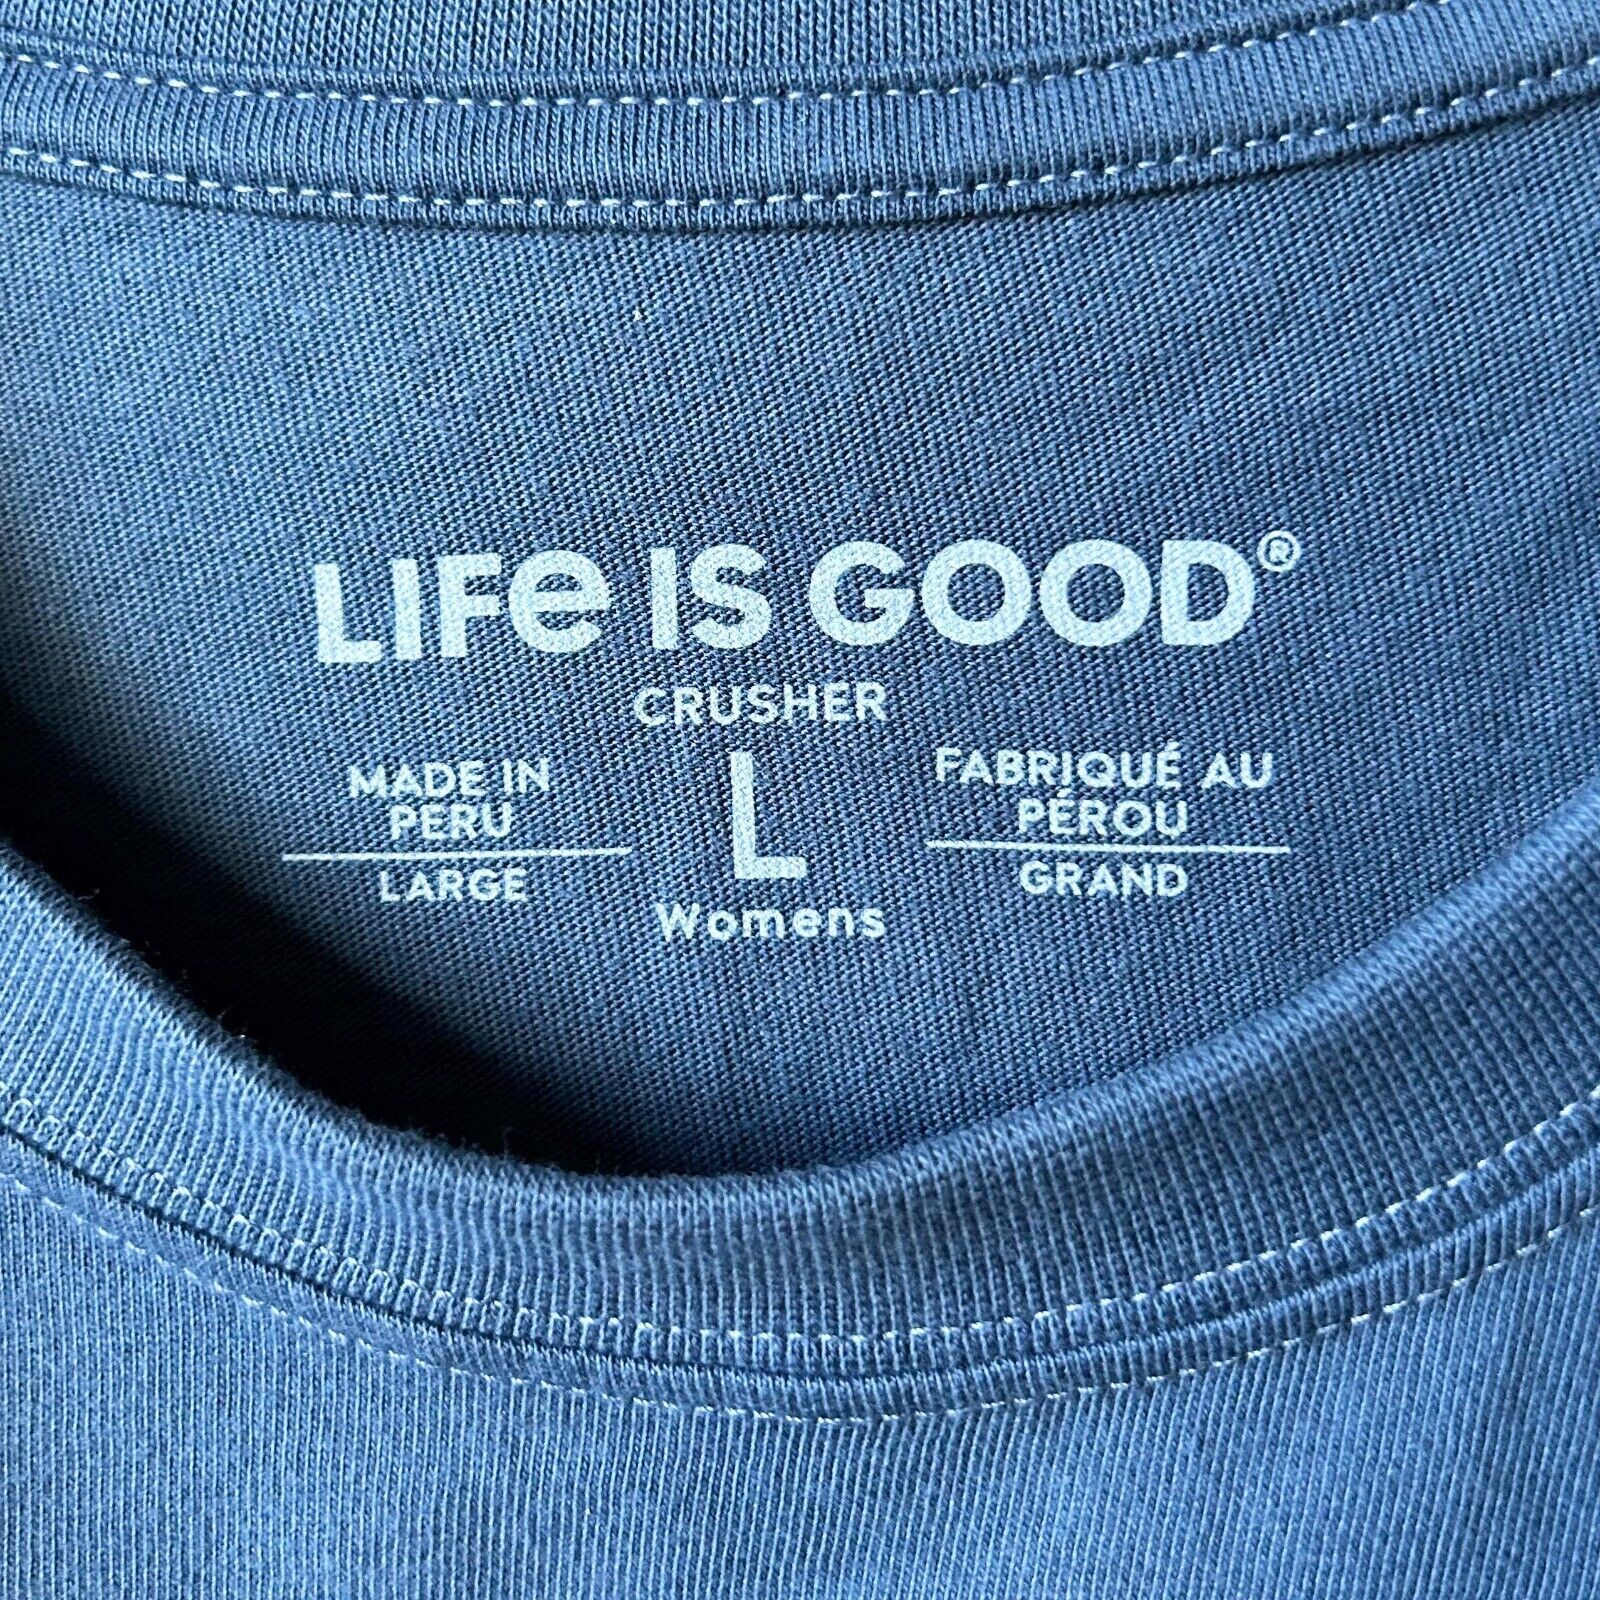 LIFe IS GOOD®
CRUSHER
MADE IN
PERU
LARGE
L
Womens
FABRIQUÉ AU
PÉROU
GRAND